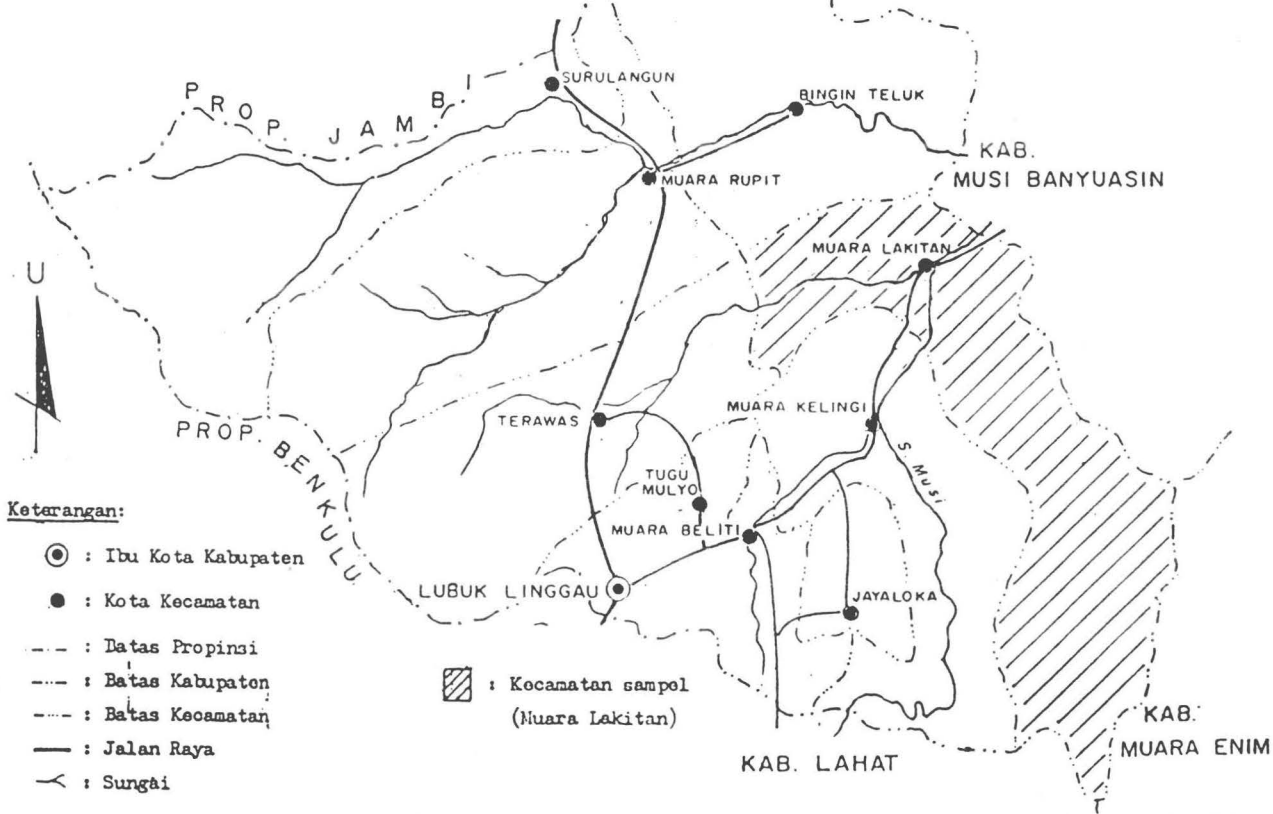 PROP. JAMBI
SURULANGUN
BINGIN TELUK
KAB.
MUSI BANYUASIN
MUARA RUPIT
MUARA LAKITAN
U
MUARA KELINGI
TERAWAS
PROP. BENKULU
S. Musi
TUGU
MULYO
MUARA BELITI
LUBUK LINGGAU
JAYALOKA
Keterangan:
: Ibu Kota Kabupaten
: Kota Kecamatan
: Batas Propinsi
: Batas Kabupaten
: Batas Kecamatan
: Jalan Raya
: Sungai
: Kecamatan sampel
(Muara Lakitan)
KAB. LAHAT
KAB.
MUARA ENIM